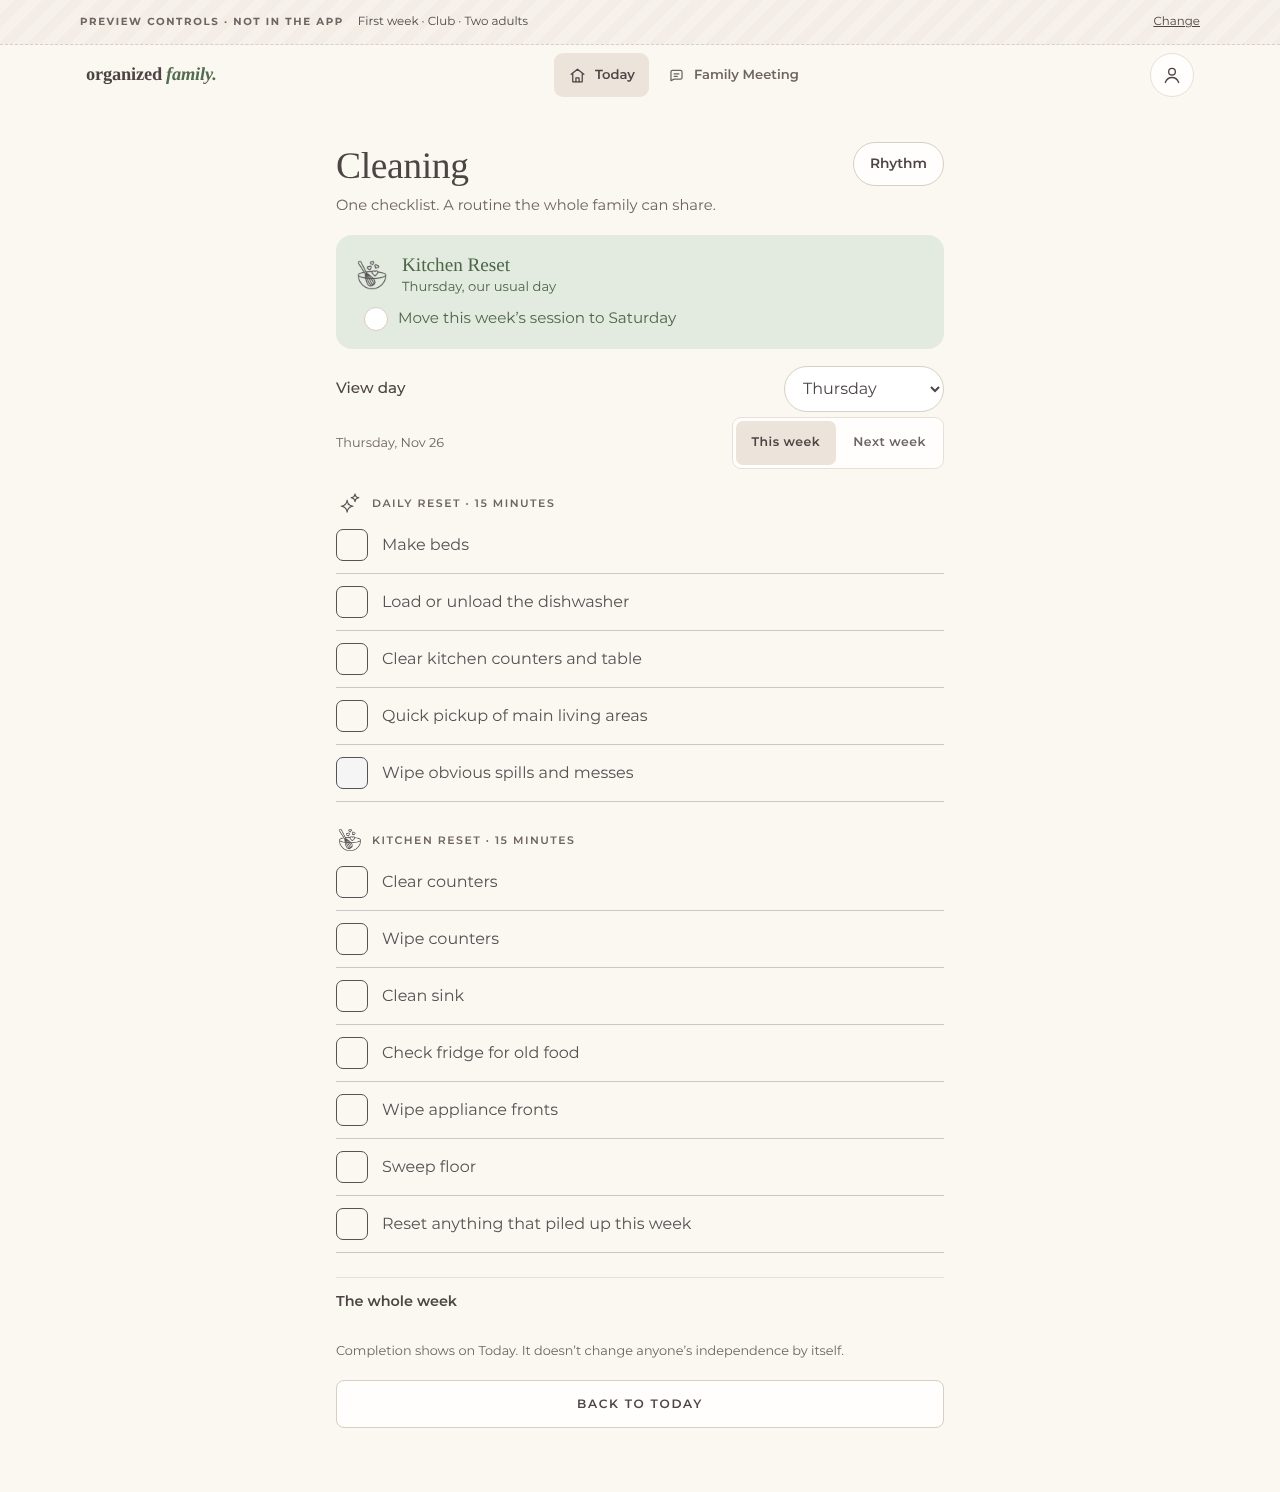 PREVIEW CONTROLS · NOT IN THE APP First week · Club · Two adults Change
organized family. Today Family Meeting
Cleaning Rhythm
One checklist. A routine the whole family can share.
Kitchen Reset
Thursday, our usual day
Move this week’s session to Saturday
View day Thursday
Thursday, Nov 26 This week Next week
DAILY RESET · 15 MINUTES
Make beds
Load or unload the dishwasher
Clear kitchen counters and table
Quick pickup of main living areas
Wipe obvious spills and messes
KITCHEN RESET · 15 MINUTES
Clear counters
Wipe counters
Clean sink
Check fridge for old food
Wipe appliance fronts
Sweep floor
Reset anything that piled up this week
The whole week
Completion shows on Today. It doesn’t change anyone’s independence by itself.
BACK TO TODAY